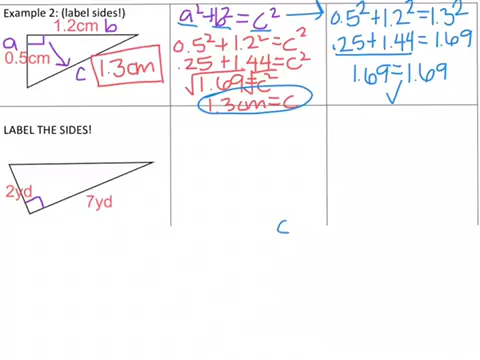 Example 2: (label sides!)
1.2cm b
a
0.5cm
c 1.3cm
a²+b² = c²
0.5²+1.2²=c²
.25+1.44=c²
√1.69=c²
1.3cm=c
0.5²+1.2²=1.3²
.25+1.44=1.69
1.69=1.69
✓
LABEL THE SIDES!
2yd
7yd
c